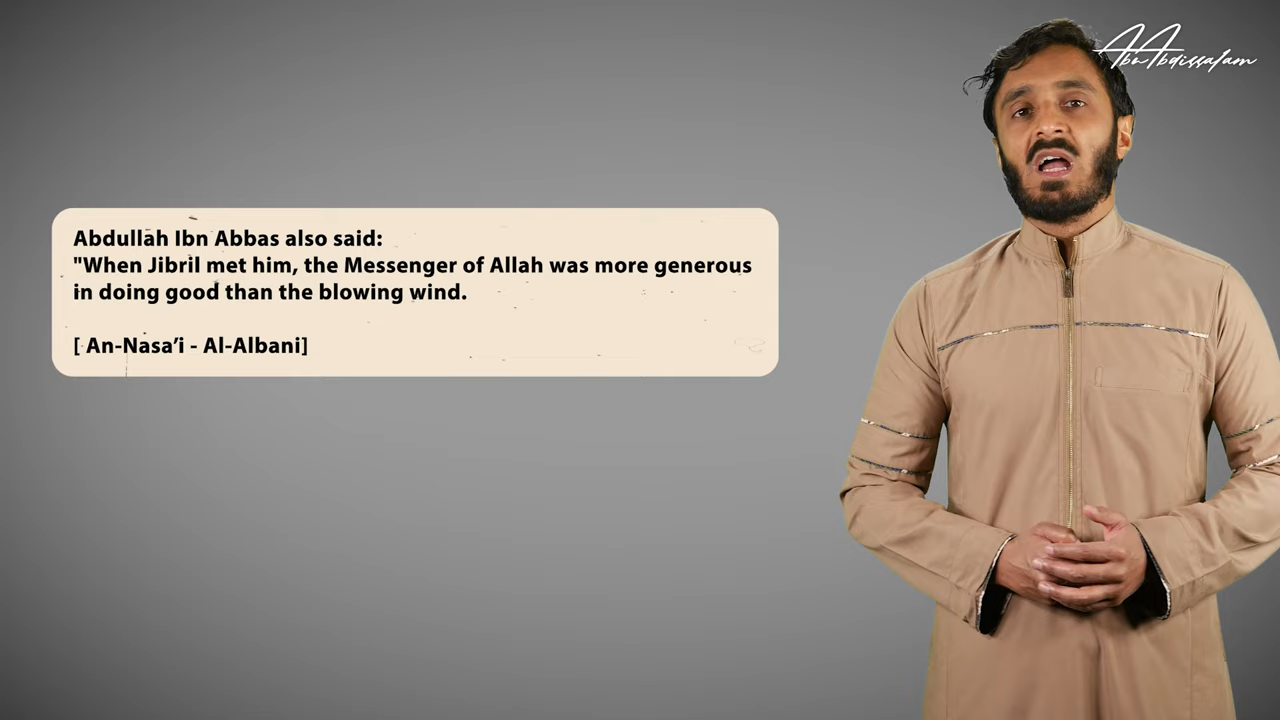 AbuAbdissalam
Abdullah Ibn Abbas also said:
"When Jibril met him, the Messenger of Allah was more generous
in doing good than the blowing wind.
[ An-Nasa’i - Al-Albani]